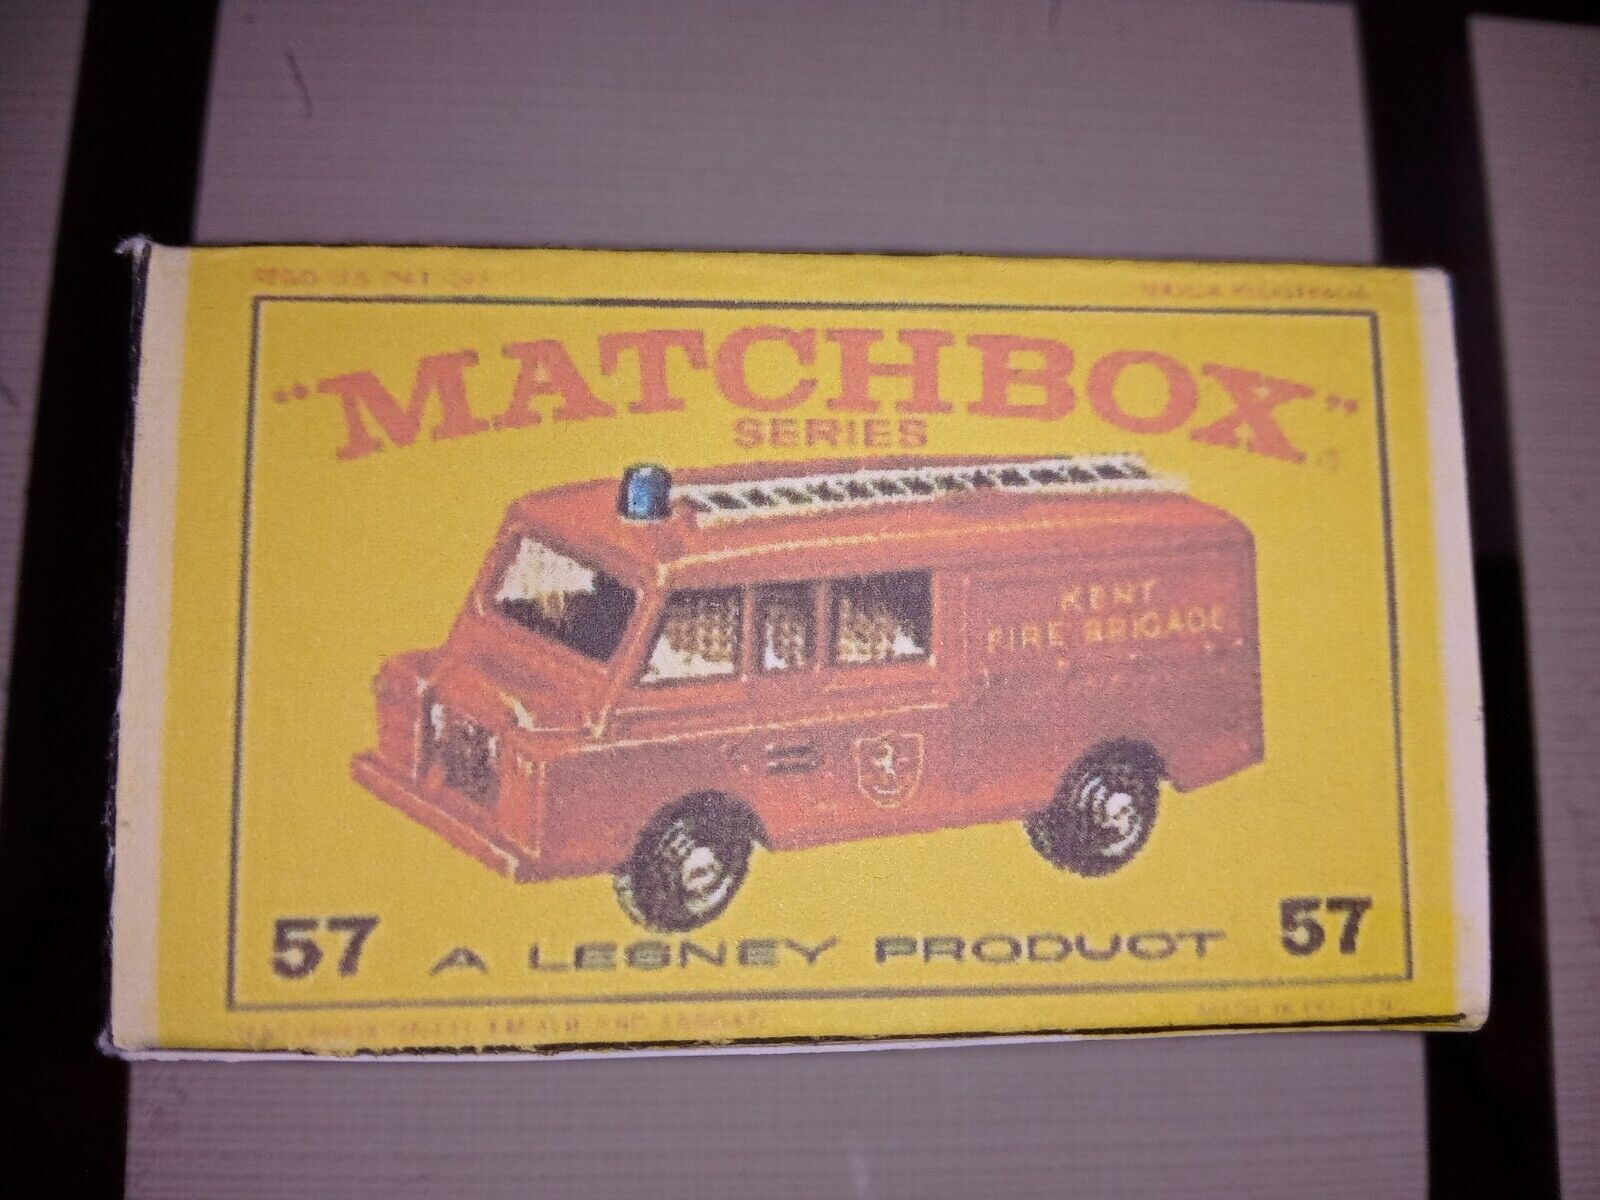 "MATCHBOX"
SERIES
KENT
FIRE BRIGADE
57 A LESNEY PRODUCT 57